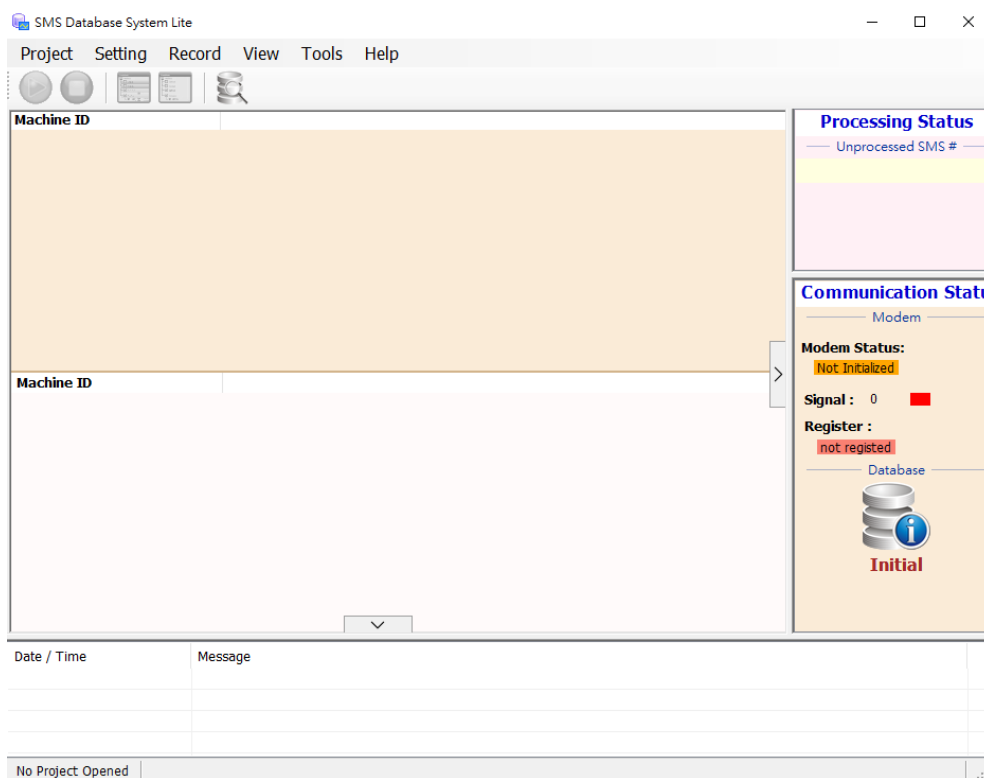 SMS Database System Lite
Project Setting Record View Tools Help
Machine ID
Processing Status
Unprocessed SMS #
Communication Statu
Modem
Modem Status:
Not Initialized
Signal : 0
Register :
not registed
Database
Initial
Machine ID
Date / Time Message
No Project Opened